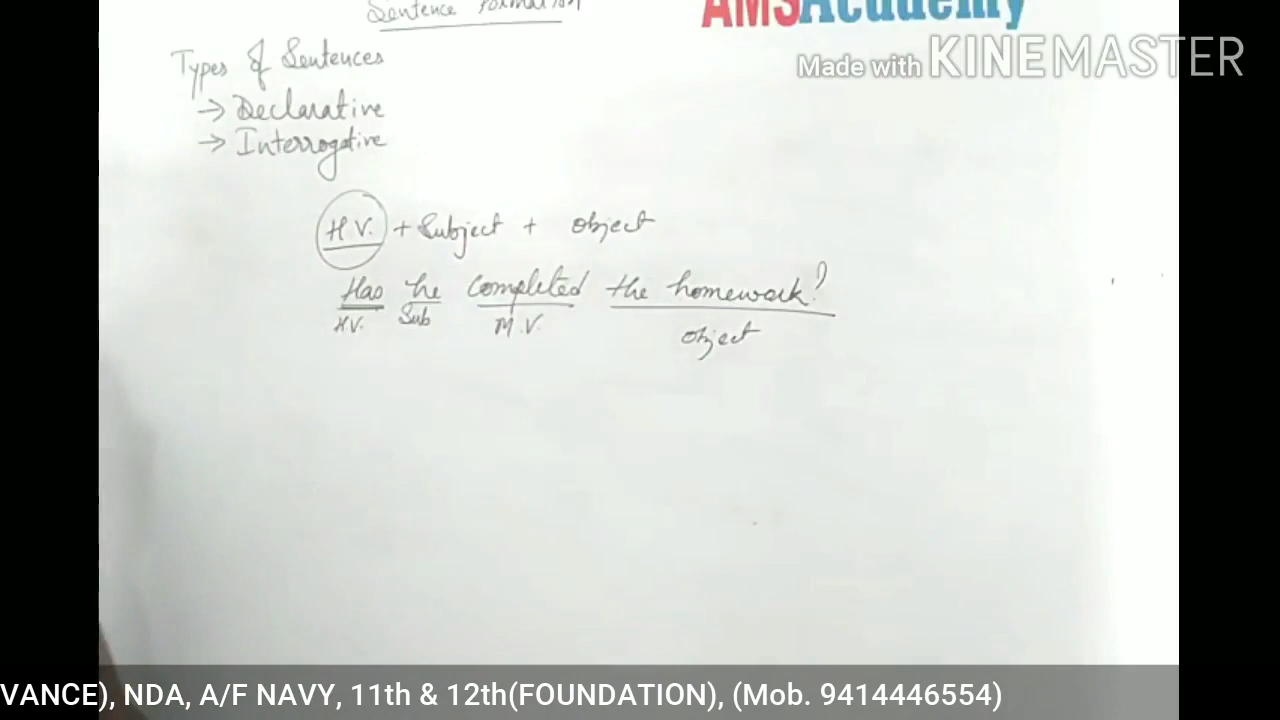 Sentence Formation
AMSAcademy
Made with KINEMASTER
Types of Sentences
→ Declarative
→ Interrogative
H.V. + Subject + Object
Has he completed the homework?
H.V. Sub M.V. object
VANCE), NDA, A/F NAVY, 11th & 12th(FOUNDATION), (Mob. 9414446554)